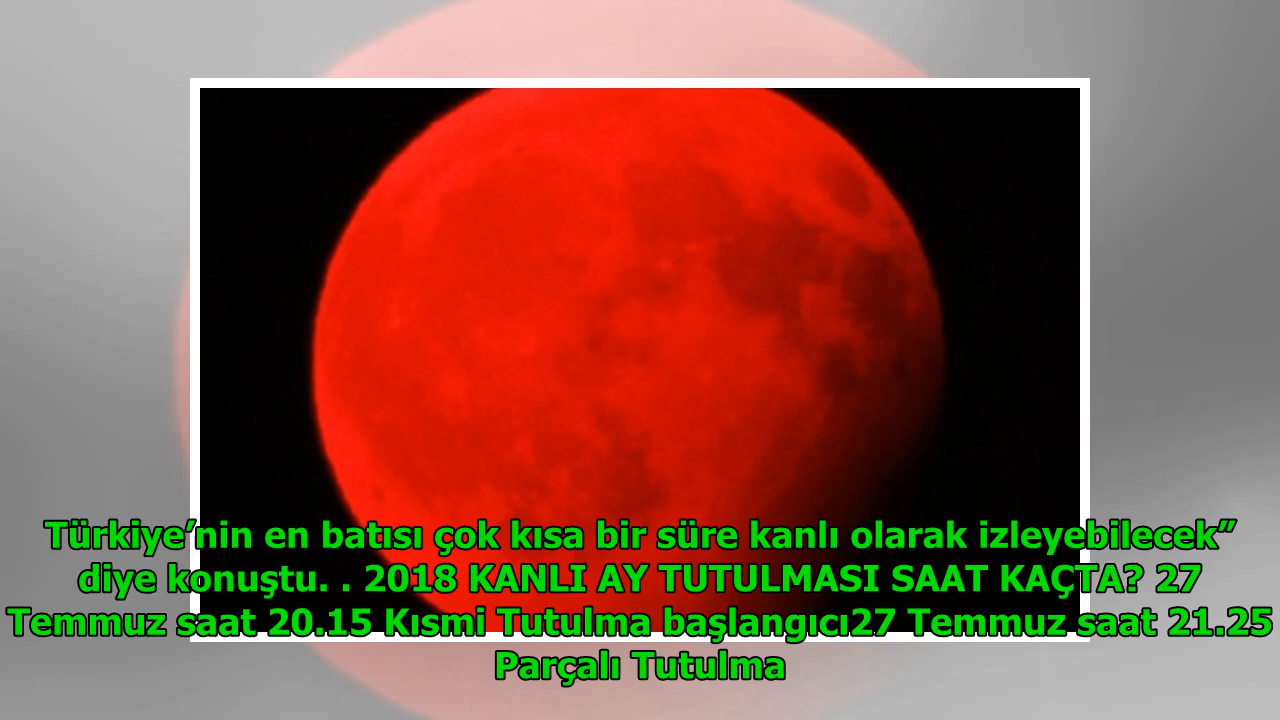 Türkiye’nin en batısı çok kısa bir süre kanlı olarak izleyebilecek”
diye konuştu. . 2018 KANLI AY TUTULMASI SAAT KAÇTA? 27
Temmuz saat 20.15 Kısmi Tutulma başlangıcı27 Temmuz saat 21.25
Parçalı Tutulma